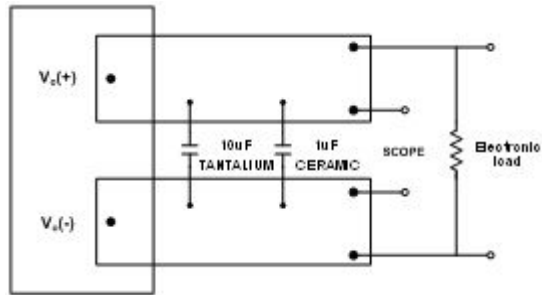 Vo(+)
10uF
TANTALIUM
1uF
CERAMIC
SCOPE
Electronic
load
Vo(-)